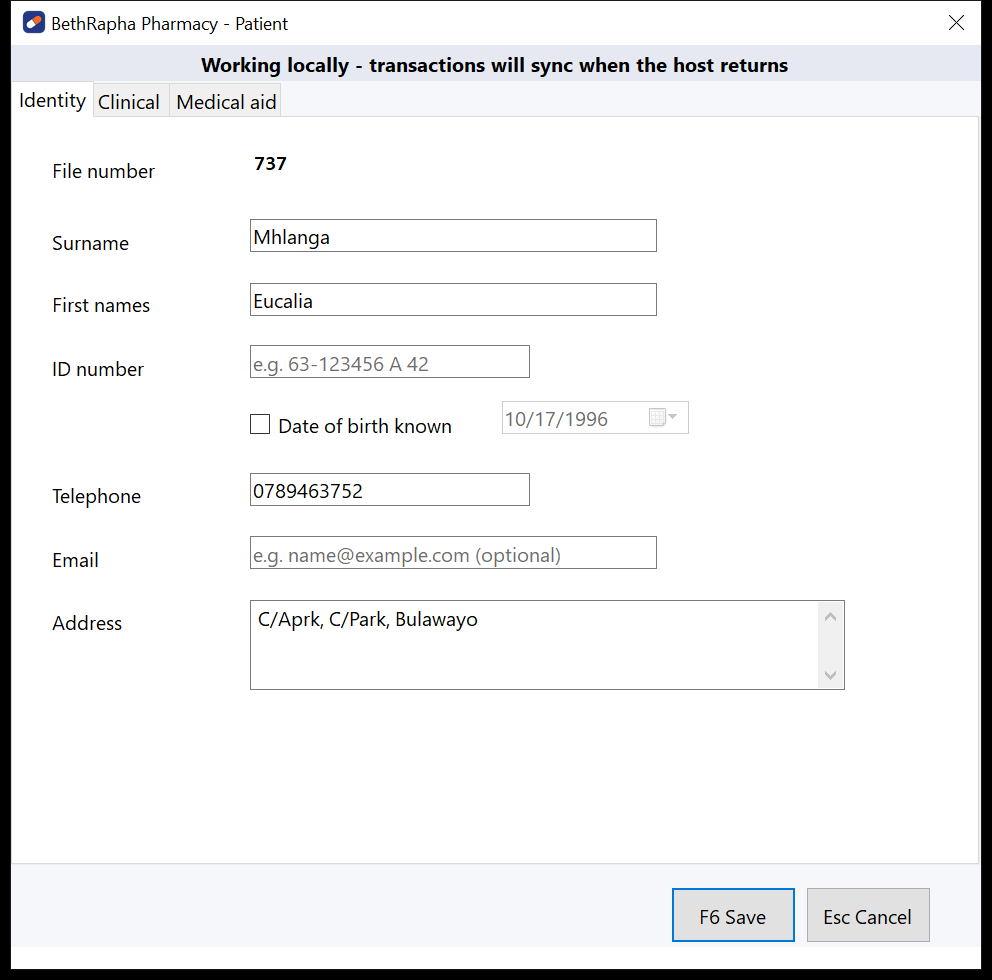 BethRapha Pharmacy - Patient
Working locally - transactions will sync when the host returns
Identity Clinical Medical aid
File number 737
Surname Mhlanga
First names Eucalia
ID number e.g. 63-123456 A 42
Date of birth known 10/17/1996
Telephone 0789463752
Email e.g. name@example.com (optional)
Address C/Aprk, C/Park, Bulawayo
F6 Save Esc Cancel